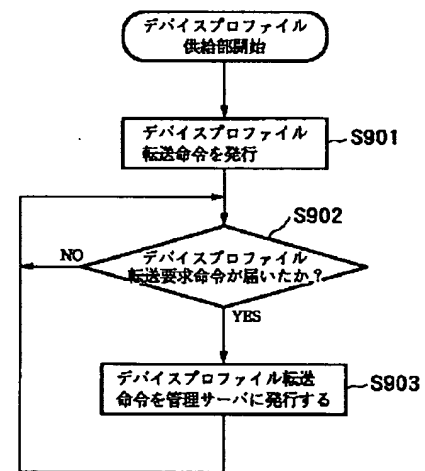 デバイスプロファイル
供給部開始
デバイスプロファイル
転送命令を発行
S901
S902
デバイスプロファイル
転送要求命令が届いたか?
NO
YES
デバイスプロファイル転送
命令を管理サーバに発行する
S903